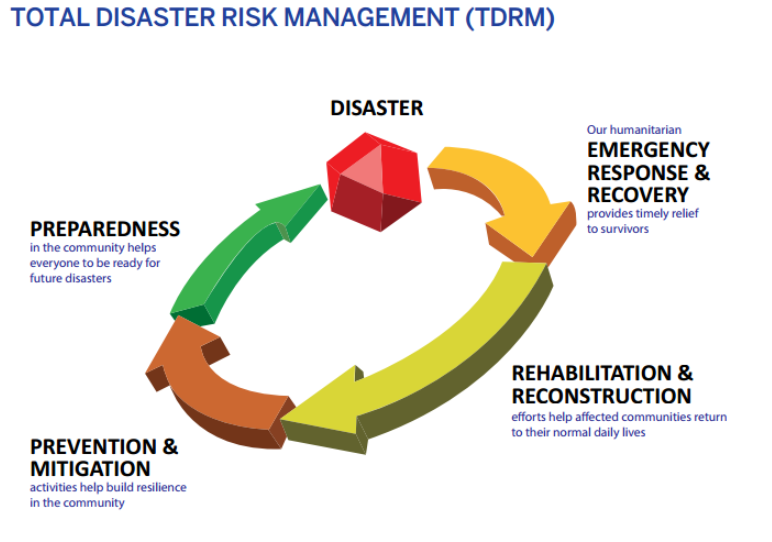 TOTAL DISASTER RISK MANAGEMENT (TDRM)
DISASTER
Our humanitarian
EMERGENCY
RESPONSE &
RECOVERY
provides timely relief
to survivors
REHABILITATION &
RECONSTRUCTION
efforts help affected communities return
to their normal daily lives
PREVENTION &
MITIGATION
activities help build resilience
in the community
PREPAREDNESS
in the community helps
everyone to be ready for
future disasters